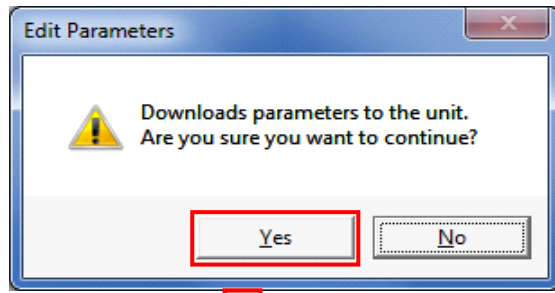 Edit Parameters
Downloads parameters to the unit.
Are you sure you want to continue?
Yes
No